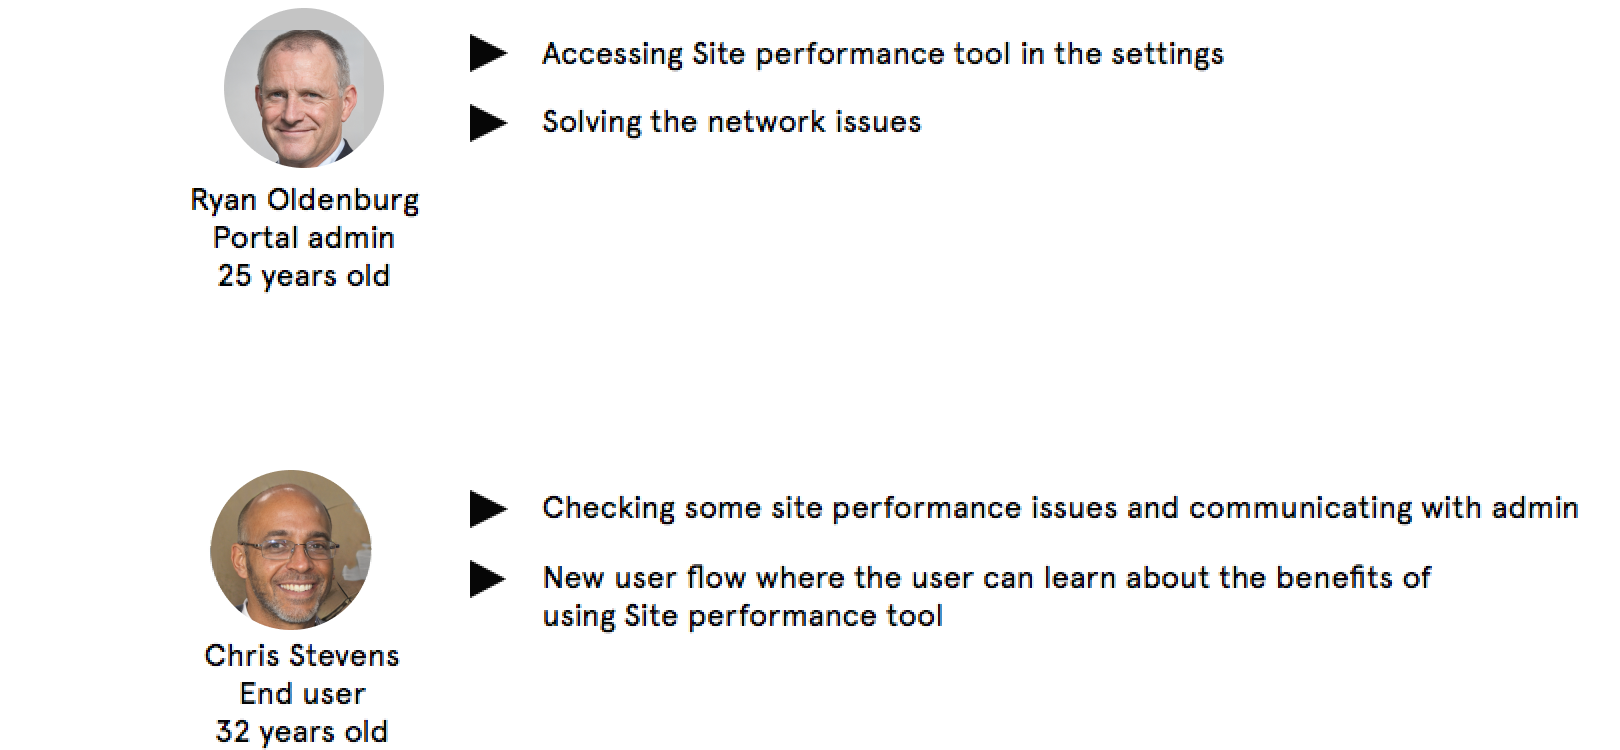 Accessing Site performance tool in the settings
Solving the network issues
Ryan Oldenburg
Portal admin
25 years old
Checking some site performance issues and communicating with admin
New user flow where the user can learn about the benefits of
using Site performance tool
Chris Stevens
End user
32 years old